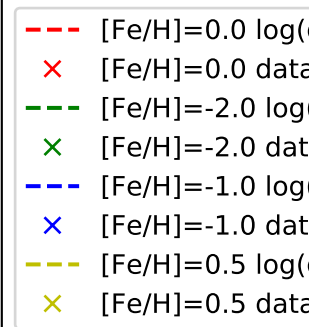 [Fe/H]=0.0 log(
[Fe/H]=0.0 data
[Fe/H]=-2.0 log(
[Fe/H]=-2.0 dat
[Fe/H]=-1.0 log(
[Fe/H]=-1.0 dat
[Fe/H]=0.5 log(
[Fe/H]=0.5 data